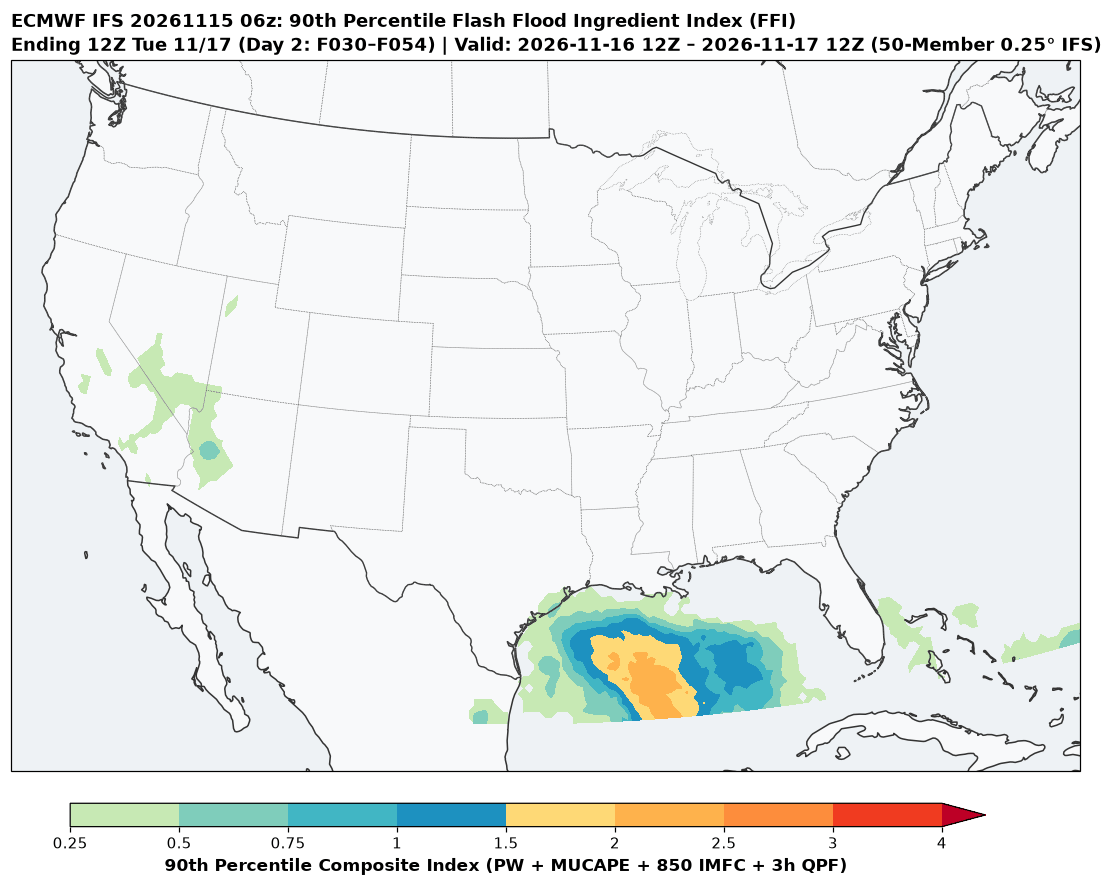 ECMWF IFS 20261115 06z: 90th Percentile Flash Flood Ingredient Index (FFI)
Ending 12Z Tue 11/17 (Day 2: F030–F054) | Valid: 2026-11-16 12Z – 2026-11-17 12Z (50-Member 0.25° IFS)
0.25 0.5 0.75 1 1.5 2 2.5 3 4
90th Percentile Composite Index (PW + MUCAPE + 850 IMFC + 3h QPF)